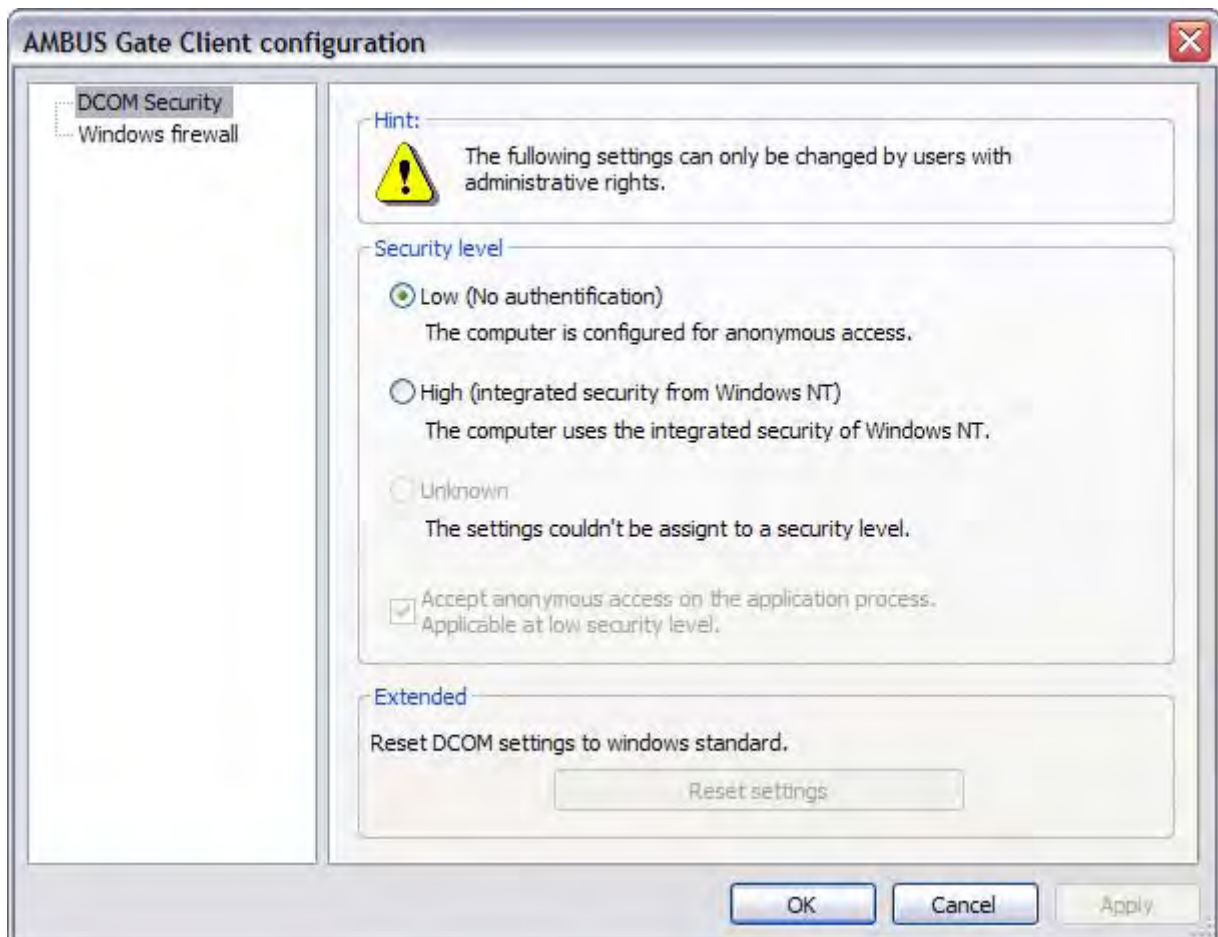 AMBUS Gate Client configuration
DCOM Security
Windows firewall
Hint:
The fullowing settings can only be changed by users with
administrative rights.
Security level
Low (No authentification)
The computer is configured for anonymous access.
High (integrated security from Windows NT)
The computer uses the integrated security of Windows NT.
Unknown
The settings couldn't be assignt to a security level.
Accept anonymous access on the application process.
Applicable at low security level.
Extended
Reset DCOM settings to windows standard.
Reset settings
OK
Cancel
Apply